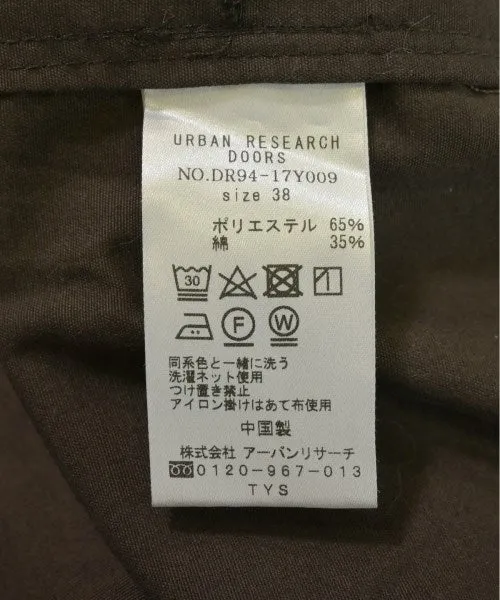 URBAN RESEARCH
DOORS
NO.DR94-17Y009
size 38
ポリエステル 65%
綿 35%
30
F W
同系色と一緒に洗う
洗濯ネット使用
つけ置き禁止
アイロン掛けはあて布使用
中国製
株式会社 アーバンリサーチ
0120-967-013
TYS